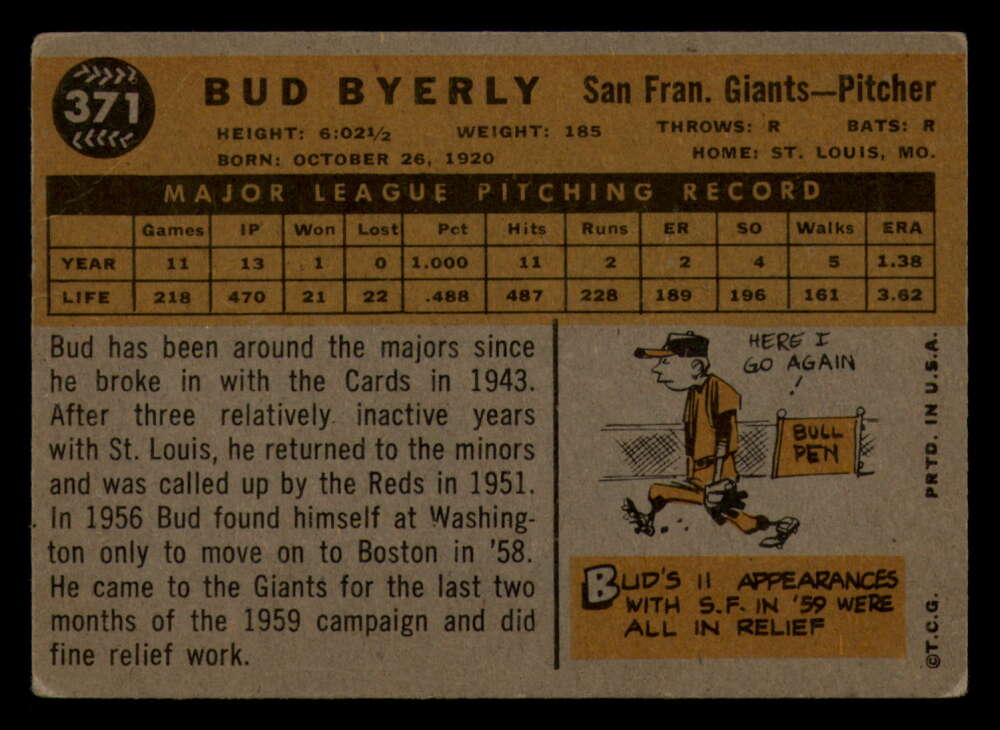 371
BUD BYERLY San Fran. Giants—Pitcher
HEIGHT: 6:02½ WEIGHT: 185 THROWS: R BATS: R
BORN: OCTOBER 26, 1920 HOME: ST. LOUIS, MO.
MAJOR LEAGUE PITCHING RECORD
Games IP Won Lost Pct Hits Runs ER SO Walks ERA
YEAR 11 13 1 0 1.000 11 2 2 4 5 1.38
LIFE 218 470 21 22 .488 487 228 189 196 161 3.62
Bud has been around the majors since
he broke in with the Cards in 1943.
After three relatively inactive years
with St. Louis, he returned to the minors
and was called up by the Reds in 1951.
In 1956 Bud found himself at Washing-
ton only to move on to Boston in '58.
He came to the Giants for the last two
months of the 1959 campaign and did
fine relief work.
HERE I
GO AGAIN
!
BULL
PEN
BUD'S 11 APPEARANCES
WITH S.F. IN '59 WERE
ALL IN RELIEF
PRTD. IN U.S.A.
©T.C.G.